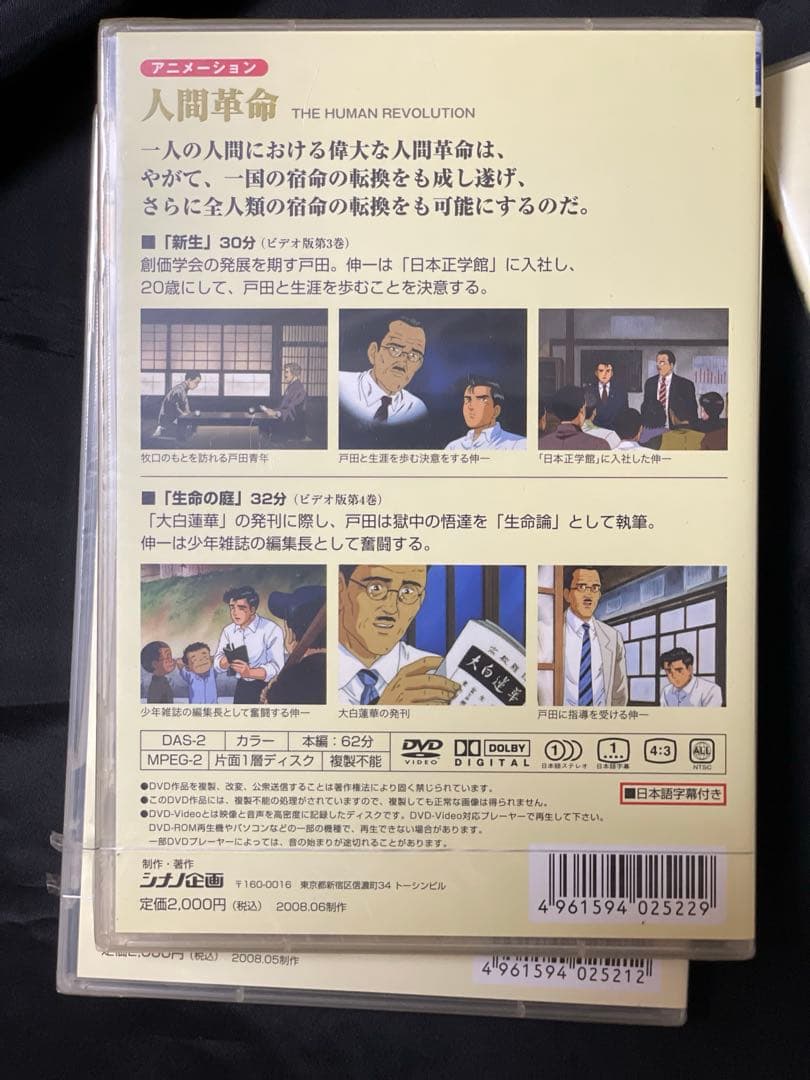 アニメーション
人間革命 THE HUMAN REVOLUTION
一人の人間における偉大な人間革命は、
やがて、一国の宿命の転換をも成し遂げ、
さらに全人類の宿命の転換をも可能にするのだ。
■「新生」30分(ビデオ版第3巻)
創価学会の発展を期す戸田。伸一は「日本正学館」に入社し、
20歳にして、戸田と生涯を歩むことを決意する。
牧口のもとを訪れる戸田青年
戸田と生涯を歩む決意をする伸一
「日本正学館」に入社した伸一
■「生命の庭」32分(ビデオ版第4巻)
「大白蓮華」の発刊に際し、戸田は獄中の悟達を「生命論」として執筆。
伸一は少年雑誌の編集長として奮闘する。
大白蓮華
少年雑誌の編集長として奮闘する伸一
大白蓮華の発刊
戸田に指導を受ける伸一
DAS-2 カラー 本編:62分
MPEG-2 片面1層ディスク 複製不能
DVD VIDEO
DOLBY DIGITAL
1 日本語ステレオ
1 日本語字幕
4:3
ALL NTSC
●DVD作品を複製、改変、公衆送信することは著作権法により固く禁じられています。
●このDVD作品には、複製不能の処理がされていますので、複製しても正常な画像は得られません。
●DVD-Videoとは映像と音声を高密度に記録したディスクです。DVD-Video対応プレーヤーで再生して下さい。
DVD-ROM再生機やパソコンなどの一部の機種で、再生できない場合があります。
一部DVDプレーヤーによっては、音の始まりが途切れることがあります。
■日本語字幕付き
制作・著作
シナノ企画 〒160-0016 東京都新宿区信濃町34 トーシンビル
定価2,000円(税込) 2008.06制作
4 961594 025229
定価2,000円(税込) 2008.05制作
4 961594 025212